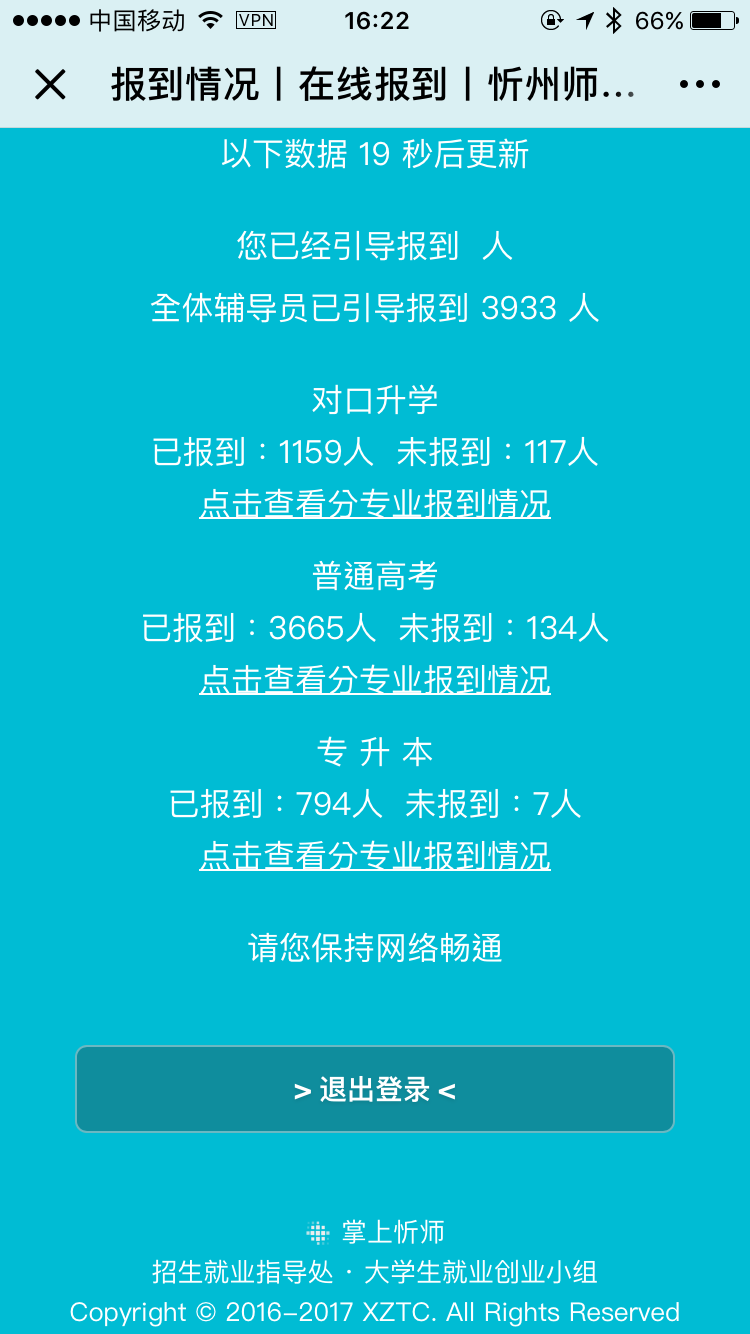 中国移动 VPN 16:22 66%
报到情况丨在线报到丨忻州师...
以下数据 19 秒后更新
您已经引导报到 人
全体辅导员已引导报到 3933 人
对口升学
已报到：1159人 未报到：117人
点击查看分专业报到情况
普通高考
已报到：3665人 未报到：134人
点击查看分专业报到情况
专 升 本
已报到：794人 未报到：7人
点击查看分专业报到情况
请您保持网络畅通
> 退出登录 <
掌上忻师
招生就业指导处 · 大学生就业创业小组
Copyright © 2016-2017 XZTC. All Rights Reserved